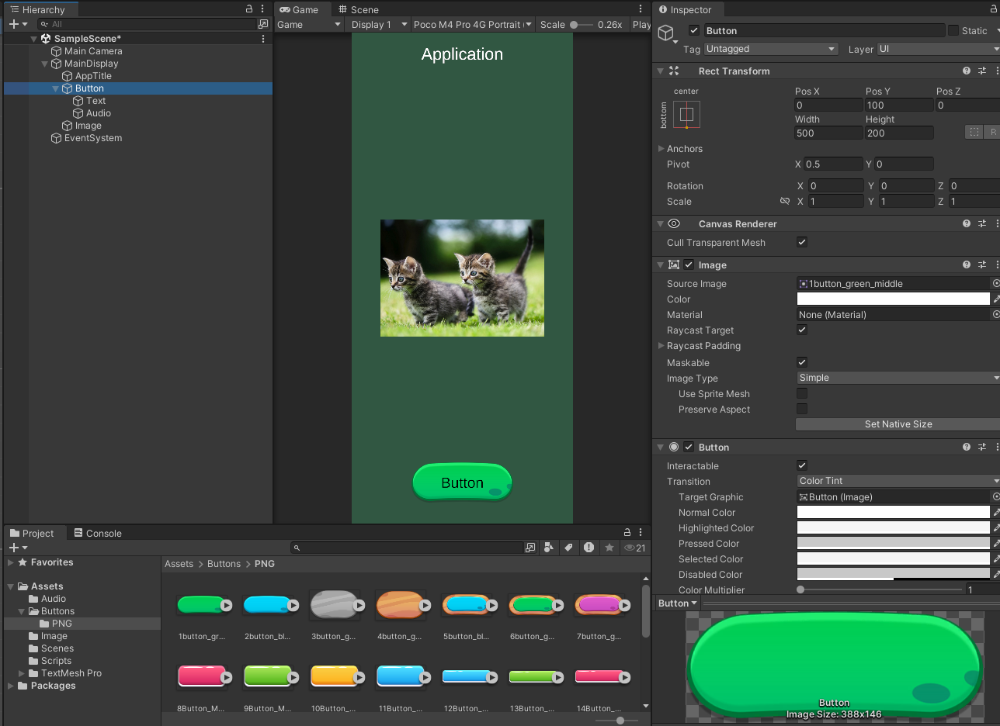 Hierarchy
All
SampleScene*
Main Camera
MainDisplay
AppTitle
Button
Text
Audio
Image
EventSystem
Game
Scene
Game
Display 1
Poco M4 Pro 4G Portrait (
Scale
0.26x
Play
Application
Button
Inspector
Button
Static
Tag
Untagged
Layer
UI
Rect Transform
center
bottom
Pos X
Pos Y
Pos Z
0
100
0
Width
Height
500
200
R
Anchors
Pivot
X 0.5
Y 0
Rotation
X 0
Y 0
Z 0
Scale
X 1
Y 1
Z 1
Canvas Renderer
Cull Transparent Mesh
Image
Source Image
1button_green_middle
Color
Material
None (Material)
Raycast Target
Raycast Padding
Maskable
Image Type
Simple
Use Sprite Mesh
Preserve Aspect
Set Native Size
Button
Interactable
Transition
Color Tint
Target Graphic
Button (Image)
Normal Color
Highlighted Color
Pressed Color
Selected Color
Disabled Color
Color Multiplier
1
Button
Button
Image Size: 388x146
Project
Console
21
Favorites
Assets
Audio
Buttons
PNG
Image
Scenes
Scripts
TextMesh Pro
Packages
Assets > Buttons > PNG
1button_gr...
2button_bl...
3button_g...
4button_g...
5button_bl...
6button_g...
7button_g...
8Button_M...
9Button_M...
10Button_...
11Button_...
12Button_...
13Button_...
14Button_...